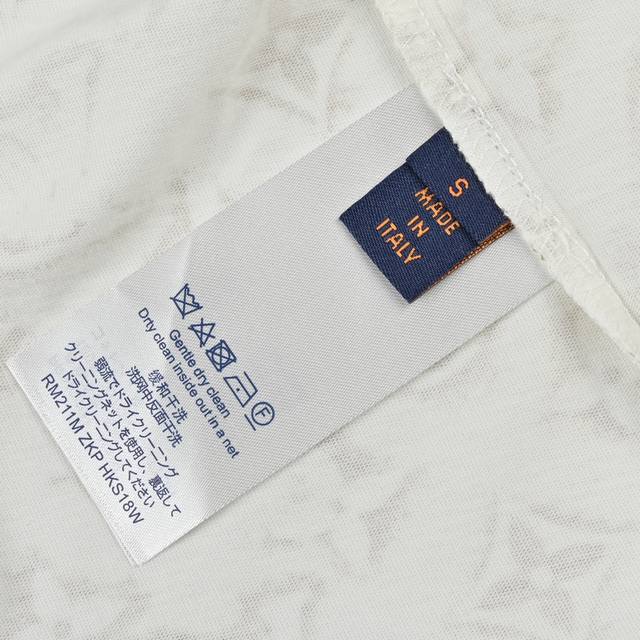 S
MADE
IN
ITALY
F
Gentle dry clean
Drty clean inside out in a net
缓和干洗
洗网中反面干洗
弱流でドライクリーニング
クリーニングネットを使用し、裏返して
ドライクリーニングしてください
RM211M ZKP HKS18W